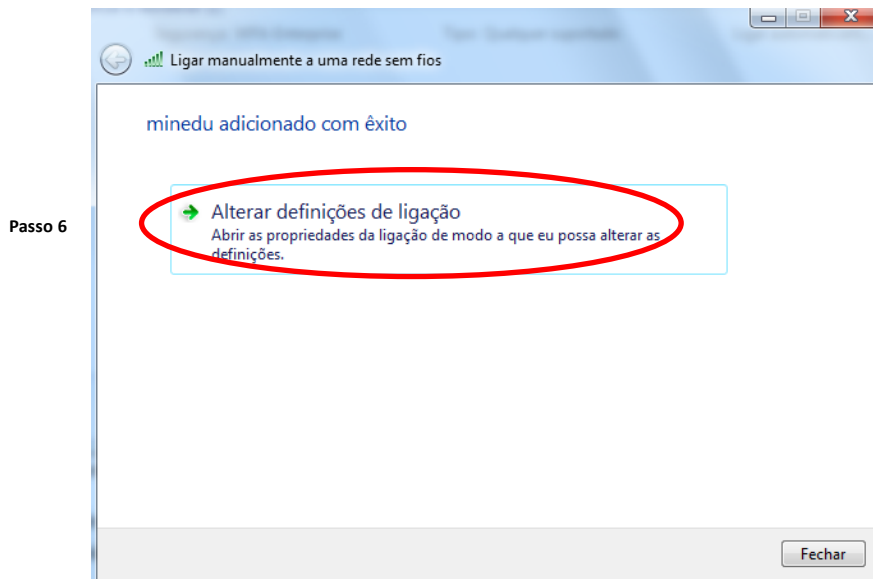 Ligar manualmente a uma rede sem fios
minedu adicionado com êxito
Passo 6
Alterar definições de ligação
Abrir as propriedades da ligação de modo a que eu possa alterar as
definições.
Fechar